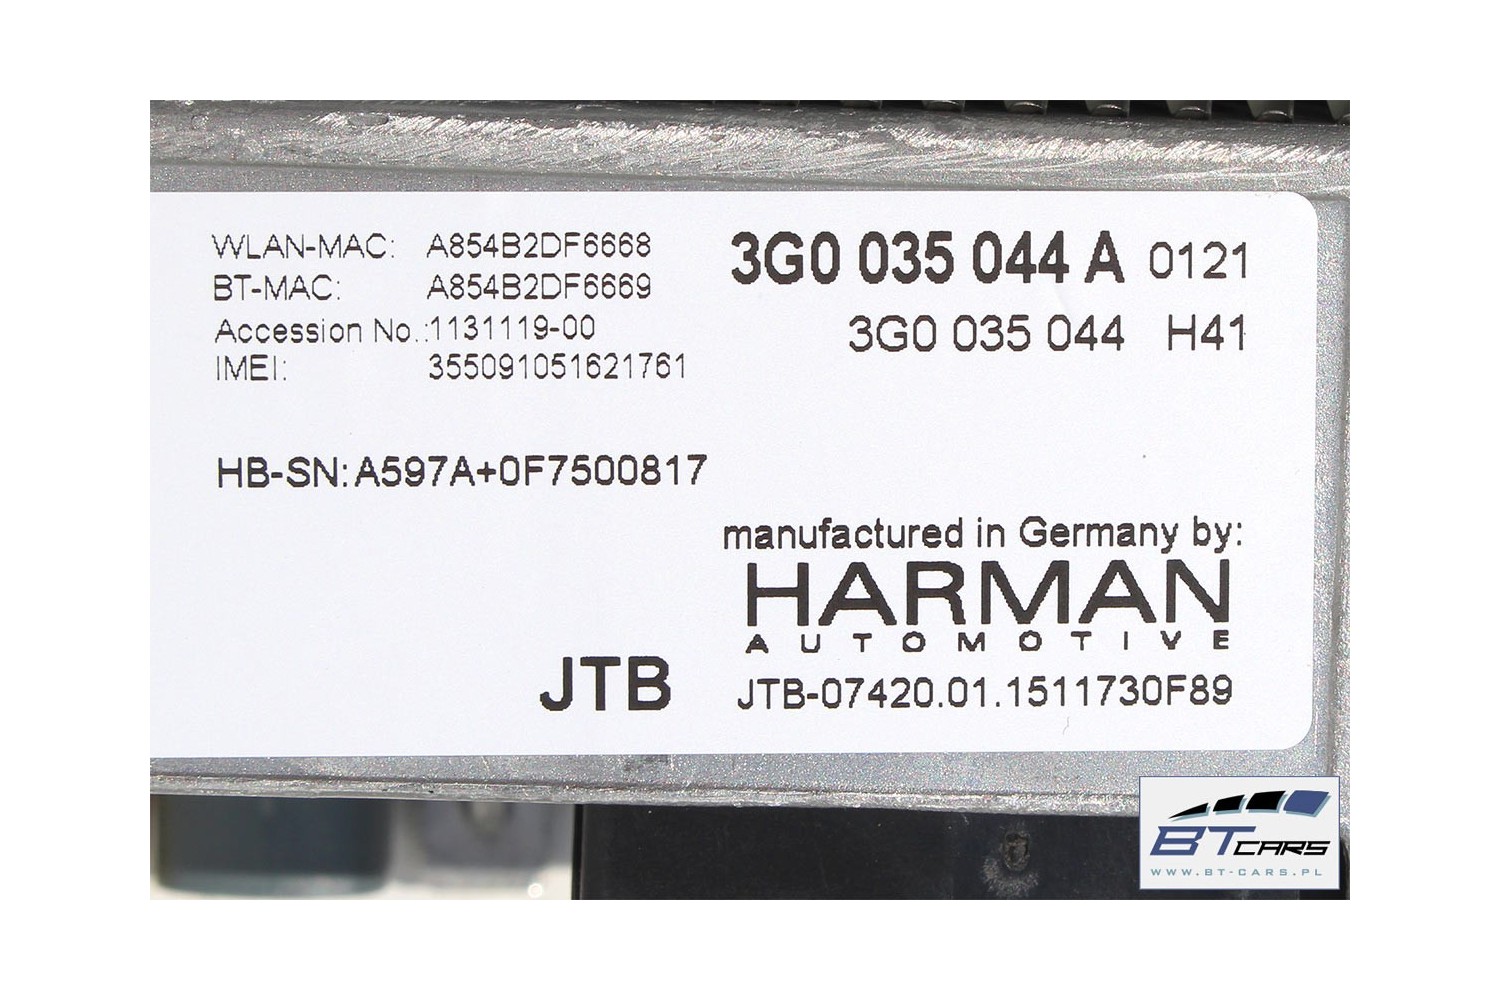 WLAN-MAC: A854B2DF6668
BT-MAC: A854B2DF6669
Accession No.:1131119-00
IMEI: 355091051621761
3G0 035 044 A 0121
3G0 035 044 H41
HB-SN:A597A+0F7500817
manufactured in Germany by:
HARMAN
AUTOMOTIVE
JTB
JTB-07420.01.1511730F89
BT CARS
WWW.BT-CARS.PL